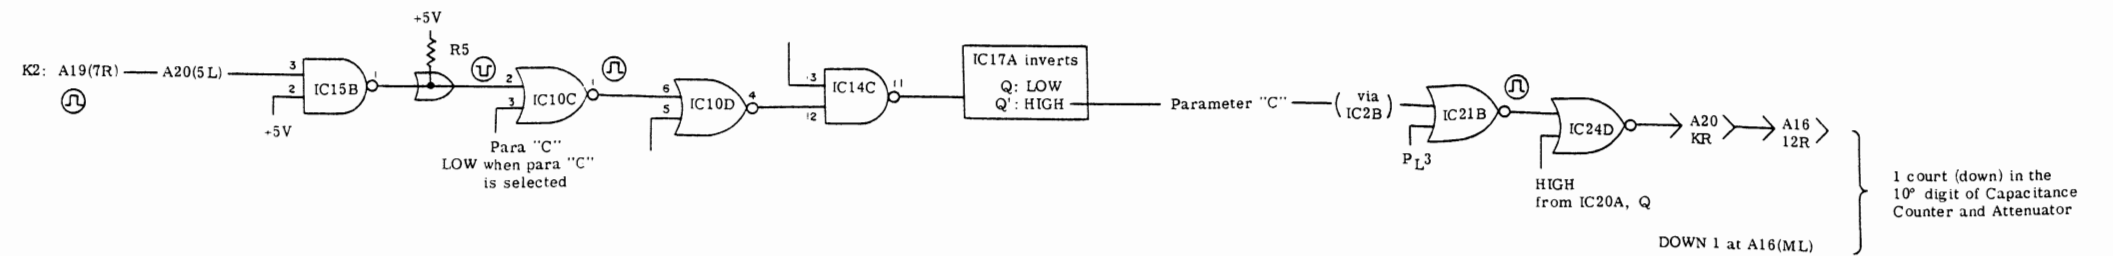 K2: A19(7R)
A20(5L)
3
2
+5V
IC15B
1
+5V
R5
2
3
IC10C
1
Para "C"
LOW when para "C"
is selected
6
5
IC10D
4
13
12
IC14C
11
IC17A inverts
Q: LOW
Q': HIGH
Parameter "C"
(via
IC2B)
PL3
IC21B
IC24D
HIGH
from IC20A, Q
A20
KR
A16
12R
DOWN 1 at A16(ML)
1 court (down) in the
10° digit of Capacitance
Counter and Attenuator